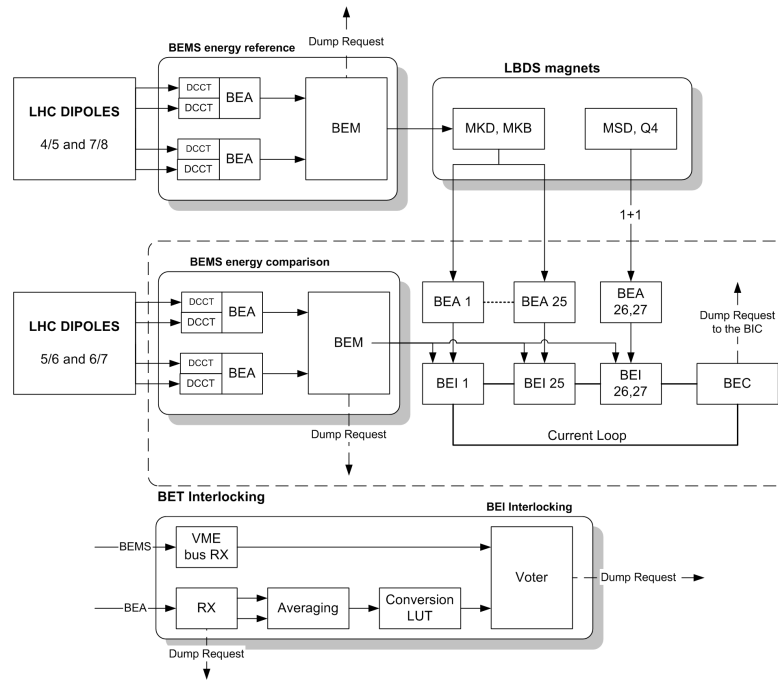 Dump Request
BEMS energy reference
LBDS magnets
LHC DIPOLES
4/5 and 7/8
DCCT
DCCT
BEA
DCCT
DCCT
BEA
BEM
MKD, MKB
MSD, Q4
1+1
BEMS energy comparison
LHC DIPOLES
5/6 and 6/7
DCCT
DCCT
BEA
DCCT
DCCT
BEA
BEM
Dump Request
BEA 1
BEA 25
BEA
26,27
Dump Request
to the BIC
BEI 1
BEI 25
BEI
26,27
BEC
Current Loop
BET Interlocking
BEI Interlocking
BEMS
VME
bus RX
BEA
RX
Averaging
Conversion
LUT
Voter
Dump Request
Dump Request